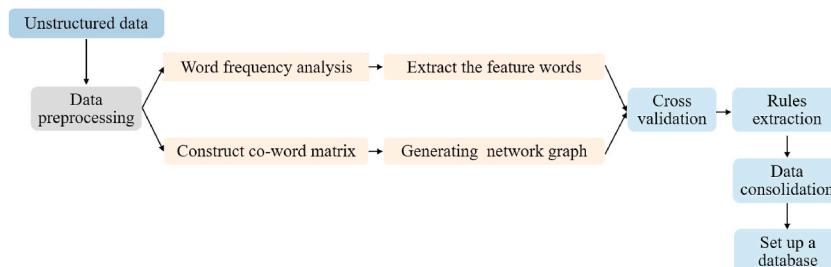 Unstructured data
Data
preprocessing
Word frequency analysis
Extract the feature words
Construct co-word matrix
Generating network graph
Cross
validation
Rules
extraction
Data
consolidation
Set up a
database